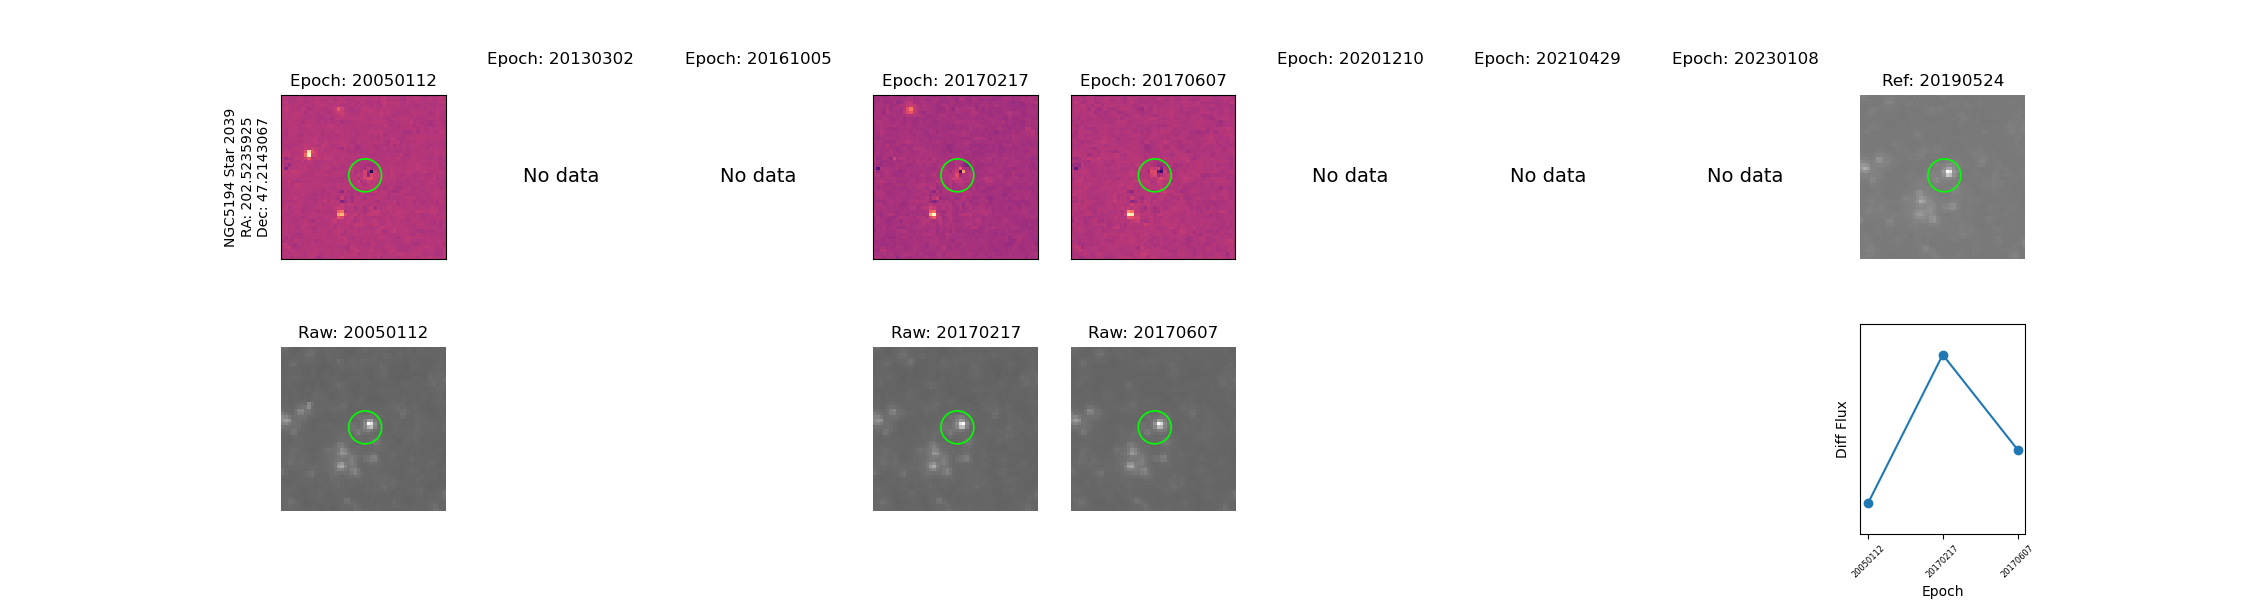 Epoch: 20050112
Epoch: 20130302
Epoch: 20161005
Epoch: 20170217
Epoch: 20170607
Epoch: 20201210
Epoch: 20210429
Epoch: 20230108
Ref: 20190524
NGC5194 Star 2039
RA: 202.5235925
Dec: 47.2143067
No data
No data
No data
No data
No data
Raw: 20050112
Raw: 20170217
Raw: 20170607
Diff Flux
20050112
20170217
20170607
Epoch